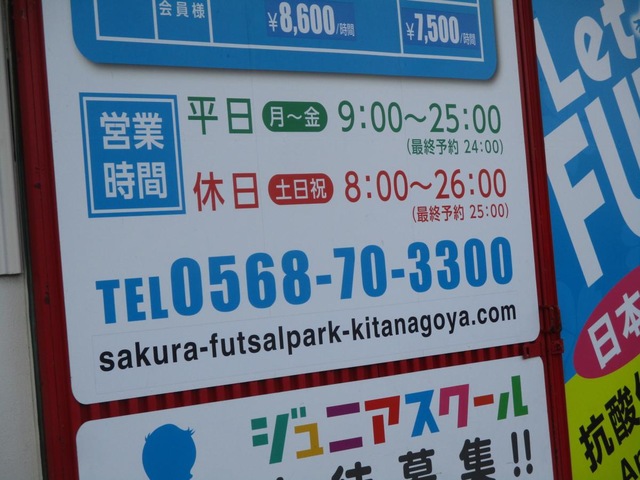 会員様 ¥8,600/時間 ¥7,500/時間
営業時間
平日 月〜金 9:00〜25:00
(最終予約 24:00)
休日 土日祝 8:00〜26:00
(最終予約 25:00)
TEL0568-70-3300
sakura-futsalpark-kitanagoya.com
ジュニアスクール
募集!!
Let
FU
日本
抗酸